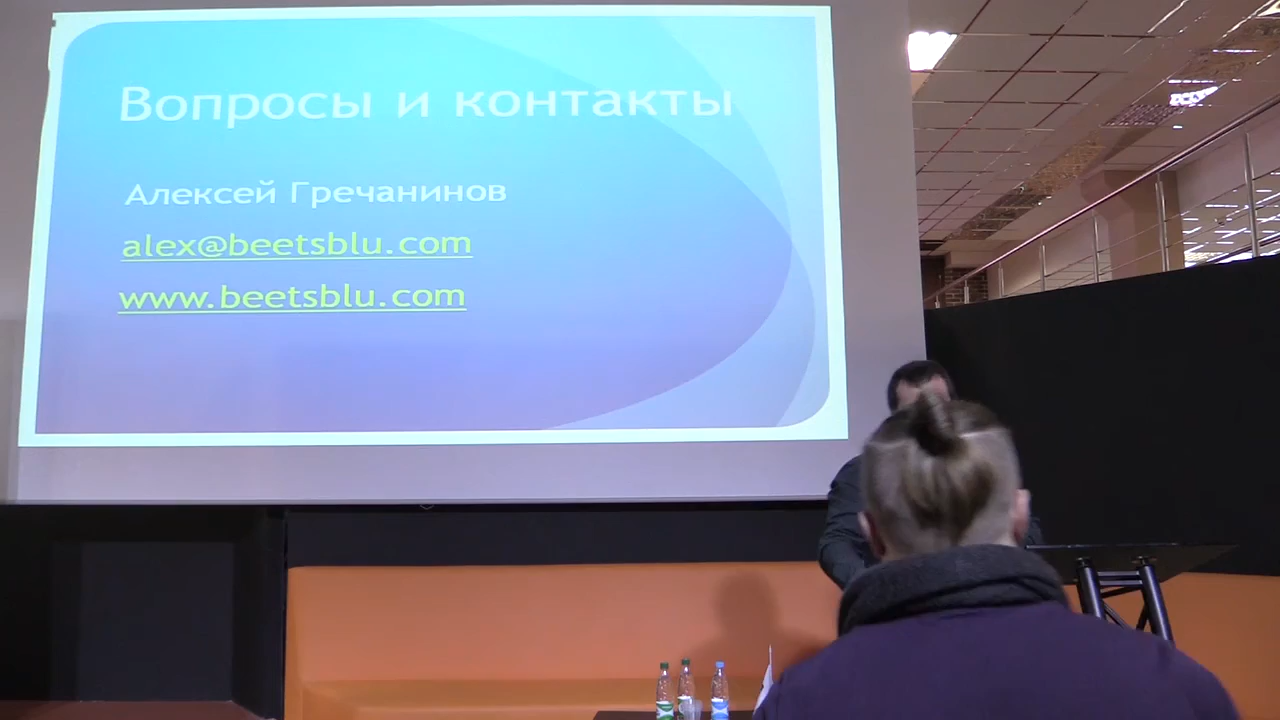 Вопросы и контакты
Алексей Гречанинов
alex@beetsblu.com
www.beetsblu.com